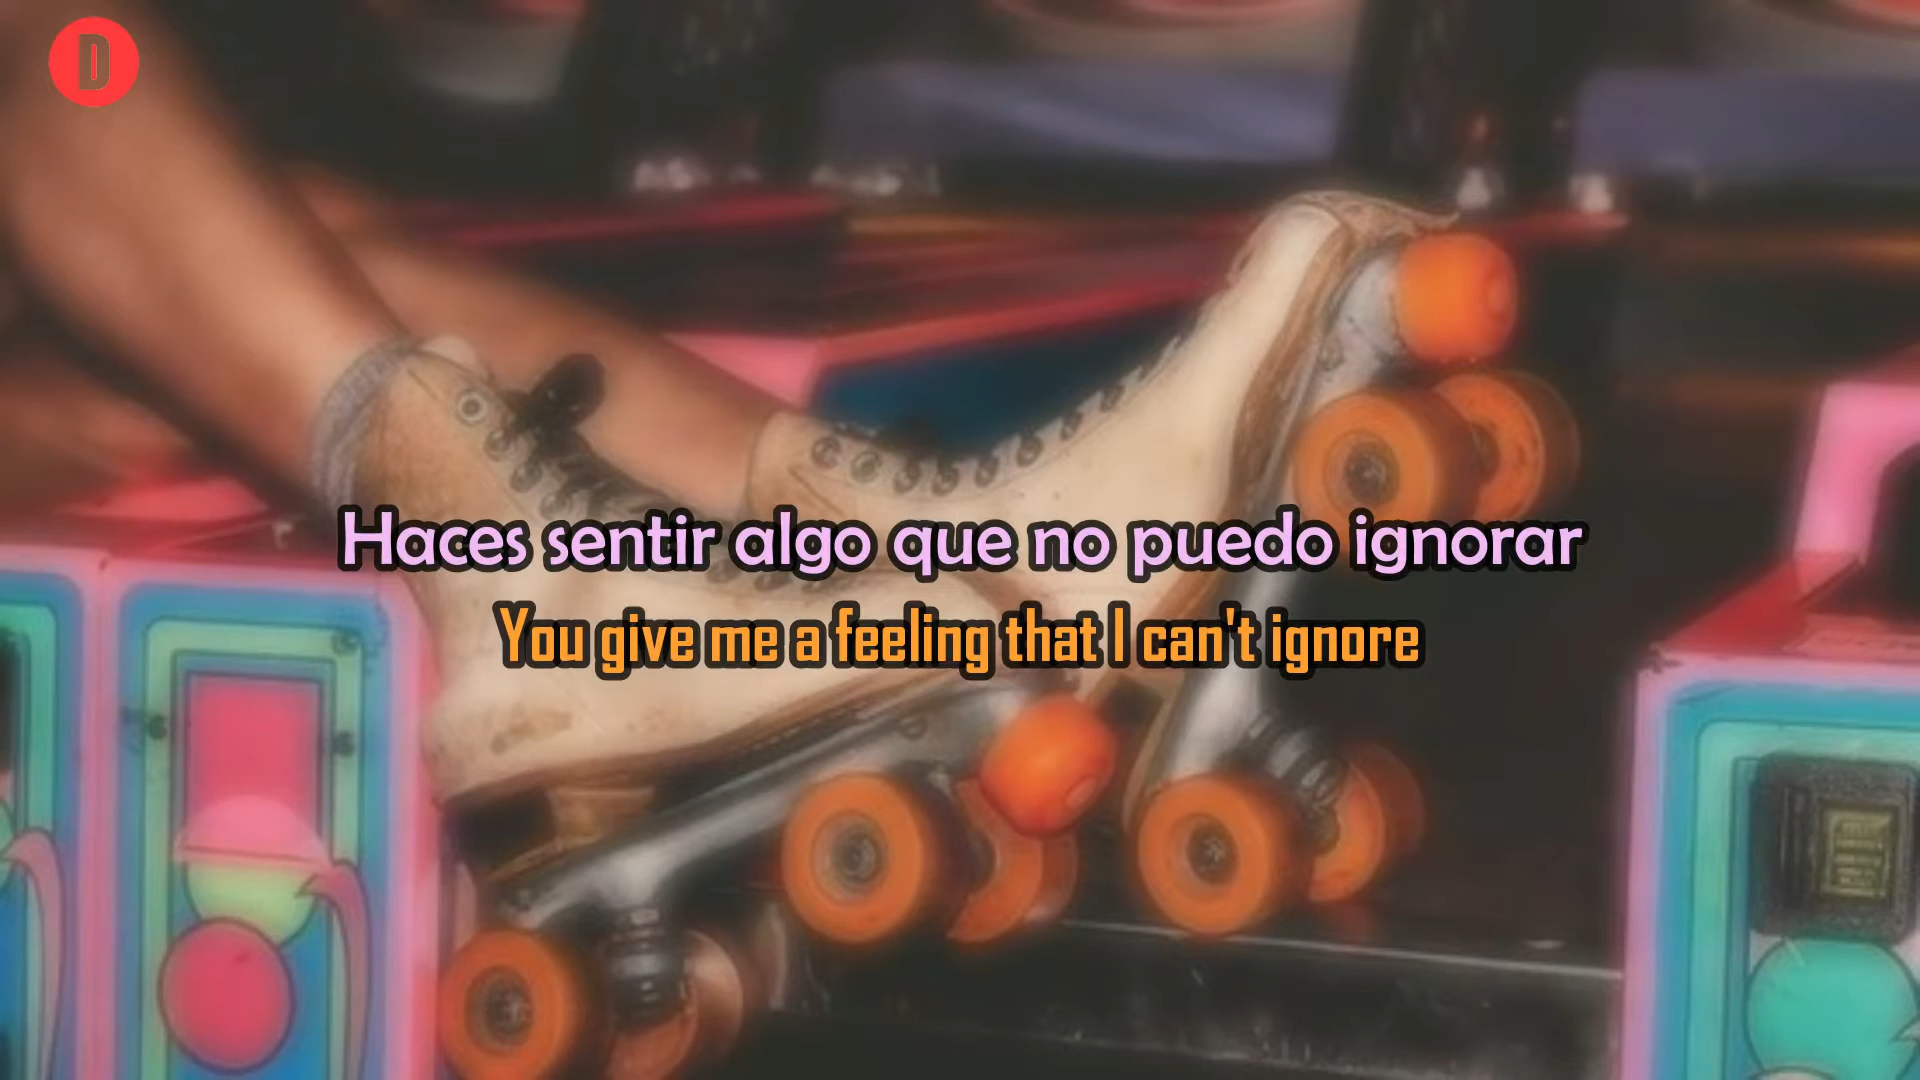 D
Haces sentir algo que no puedo ignorar
You give me a feeling that I can't ignore